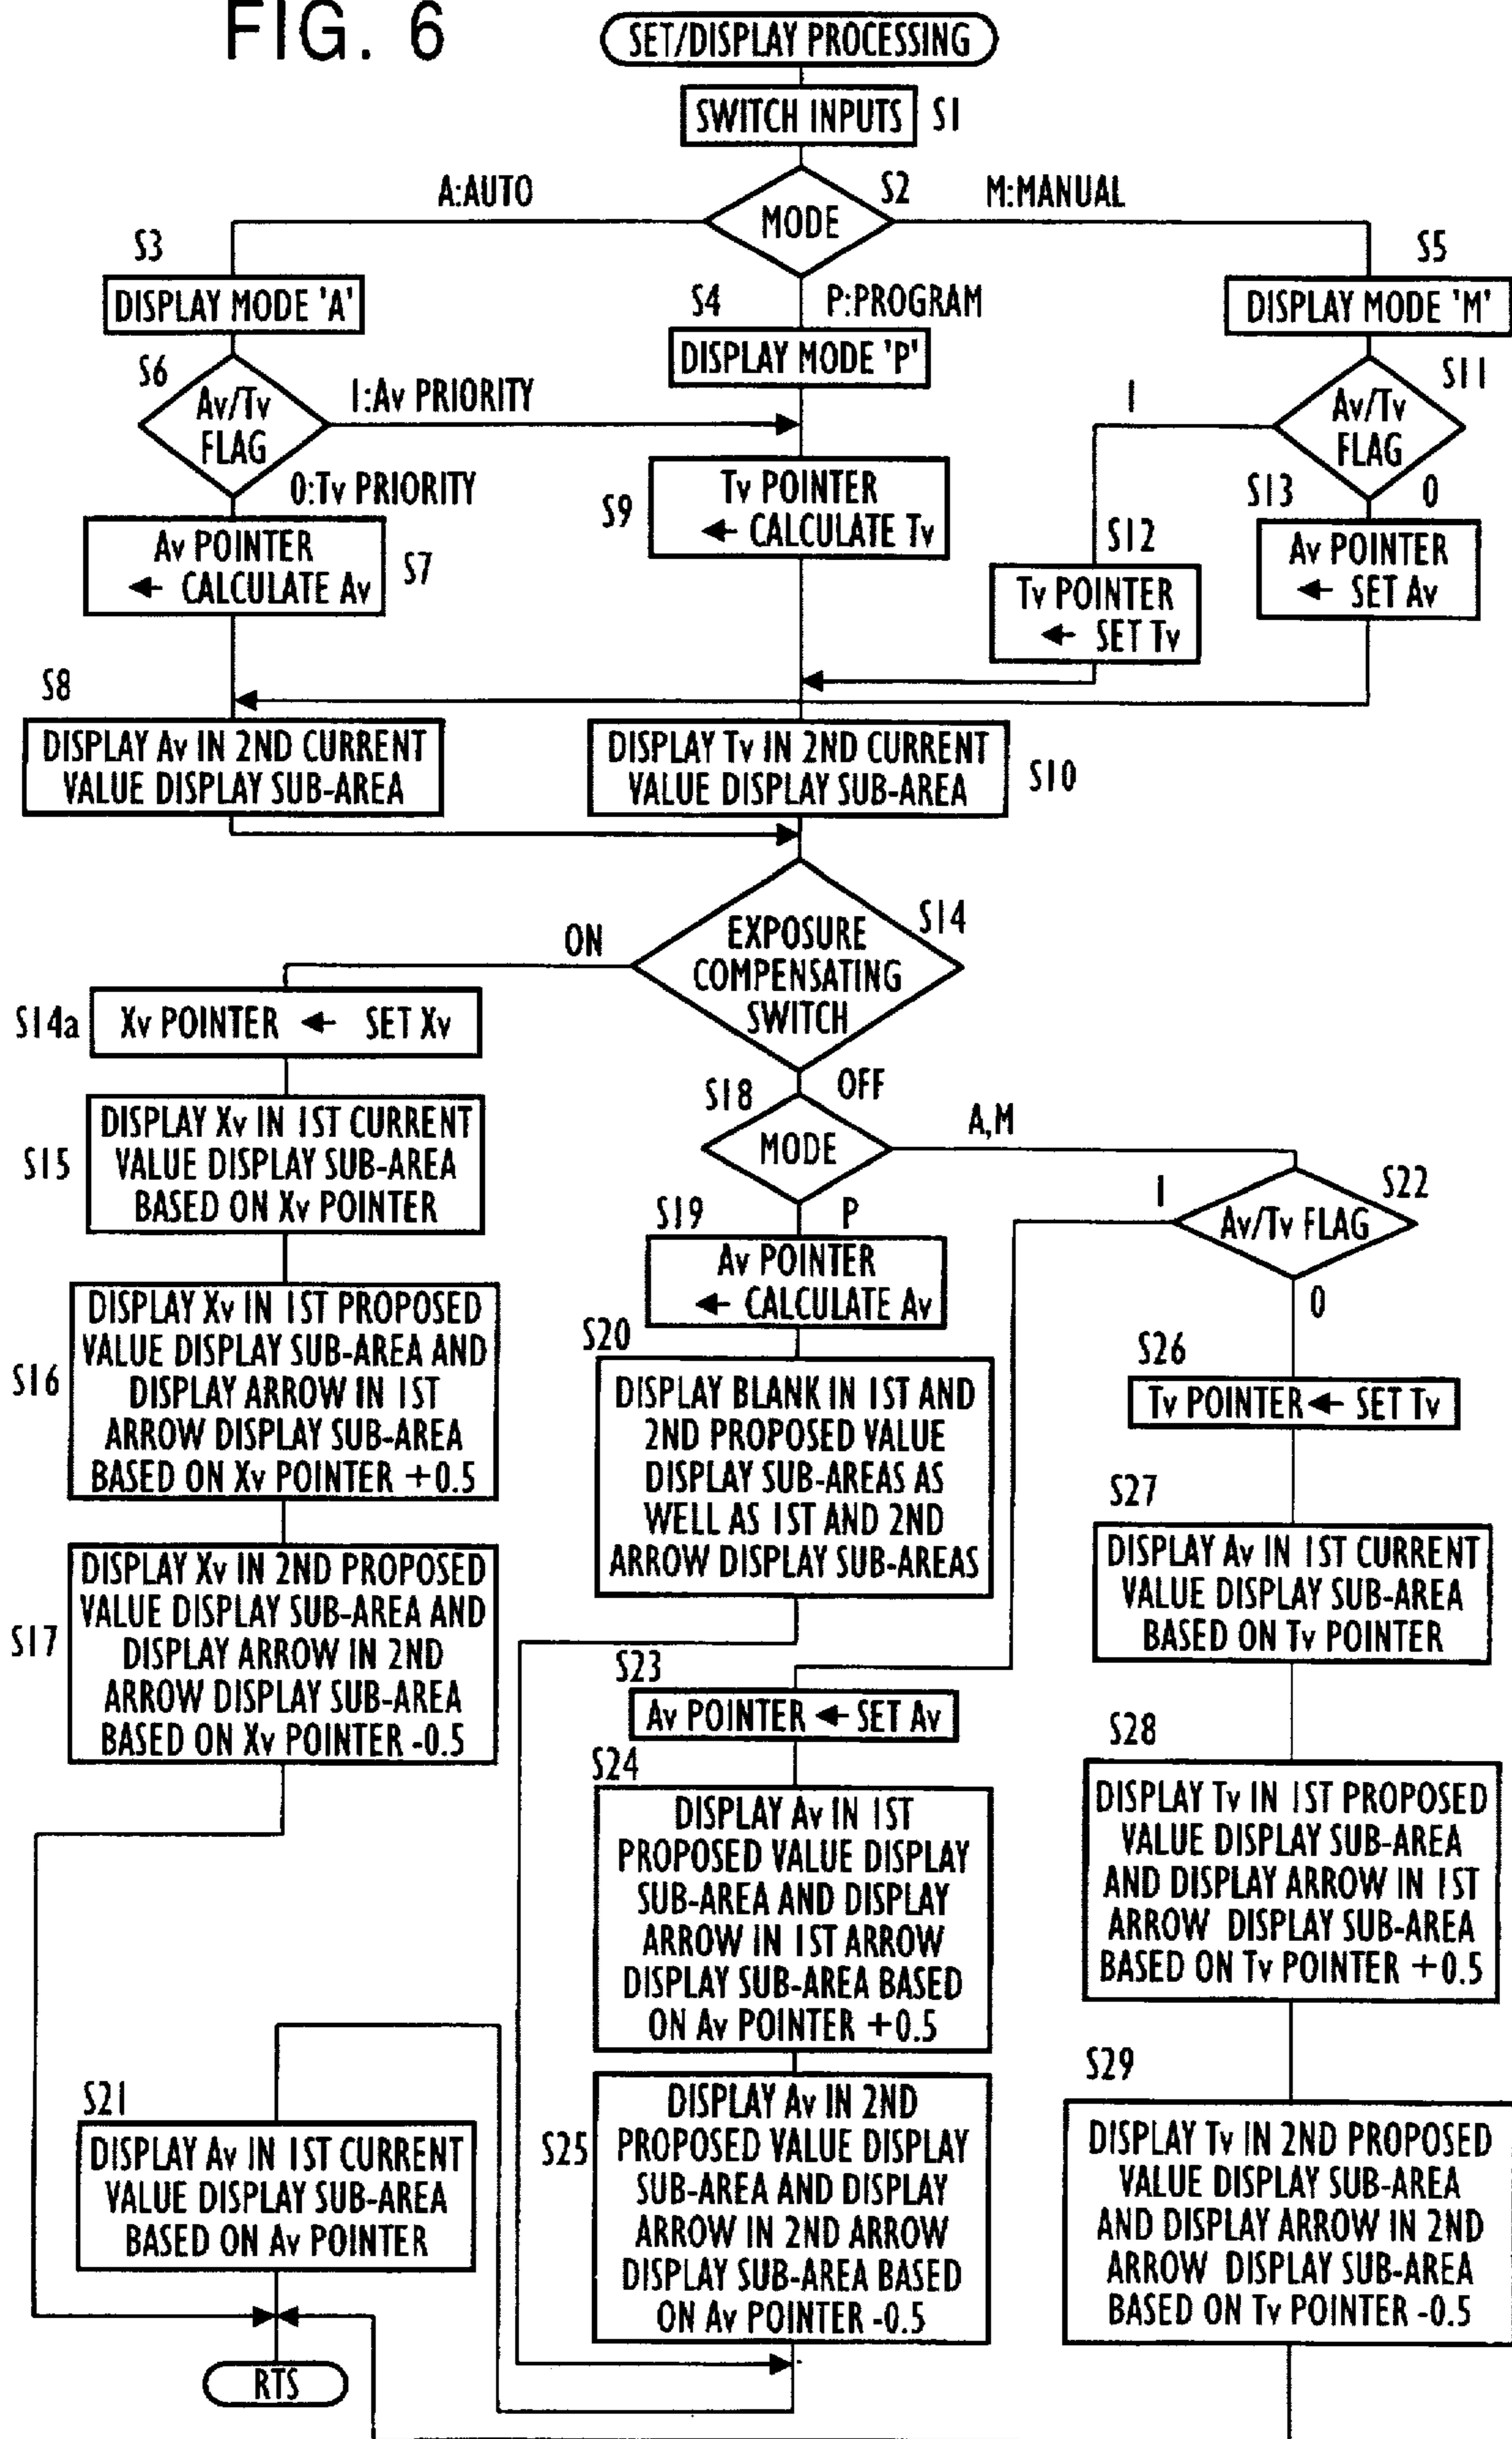 FIG. 6
SET/DISPLAY PROCESSING
SWITCH INPUTS
S1
A:AUTO
MODE
S2
M:MANUAL
S3
DISPLAY MODE 'A'
S4
P:PROGRAM
DISPLAY MODE 'P'
S5
DISPLAY MODE 'M'
S6
Av/Tv
FLAG
1:Av PRIORITY
0:Tv PRIORITY
Av POINTER
← CALCULATE Av
S7
S9
Tv POINTER
← CALCULATE Tv
S11
Av/Tv
FLAG
1
0
S12
Tv POINTER
← SET Tv
S13
Av POINTER
← SET Av
S8
DISPLAY Av IN 2ND CURRENT
VALUE DISPLAY SUB-AREA
DISPLAY Tv IN 2ND CURRENT
VALUE DISPLAY SUB-AREA
S10
ON
EXPOSURE
COMPENSATING
SWITCH
S14
OFF
S14a
Xv POINTER ← SET Xv
S15
DISPLAY Xv IN 1ST CURRENT
VALUE DISPLAY SUB-AREA
BASED ON Xv POINTER
S16
DISPLAY Xv IN 1ST PROPOSED
VALUE DISPLAY SUB-AREA AND
DISPLAY ARROW IN 1ST
ARROW DISPLAY SUB-AREA
BASED ON Xv POINTER +0.5
S17
DISPLAY Xv IN 2ND PROPOSED
VALUE DISPLAY SUB-AREA AND
DISPLAY ARROW IN 2ND
ARROW DISPLAY SUB-AREA
BASED ON Xv POINTER -0.5
S18
MODE
A,M
P
S19
Av POINTER
← CALCULATE Av
S20
DISPLAY BLANK IN 1ST AND
2ND PROPOSED VALUE
DISPLAY SUB-AREAS AS
WELL AS 1ST AND 2ND
ARROW DISPLAY SUB-AREAS
1
Av/Tv FLAG
S22
0
S23
Av POINTER ← SET Av
S24
DISPLAY Av IN 1ST
PROPOSED VALUE DISPLAY
SUB-AREA AND DISPLAY
ARROW IN 1ST ARROW
DISPLAY SUB-AREA BASED
ON Av POINTER +0.5
S25
DISPLAY Av IN 2ND
PROPOSED VALUE DISPLAY
SUB-AREA AND DISPLAY
ARROW IN 2ND ARROW
DISPLAY SUB-AREA BASED
ON Av POINTER -0.5
S26
Tv POINTER ← SET Tv
S27
DISPLAY Av IN 1ST CURRENT
VALUE DISPLAY SUB-AREA
BASED ON Tv POINTER
S28
DISPLAY Tv IN 1ST PROPOSED
VALUE DISPLAY SUB-AREA
AND DISPLAY ARROW IN 1ST
ARROW DISPLAY SUB-AREA
BASED ON Tv POINTER +0.5
S29
DISPLAY Tv IN 2ND PROPOSED
VALUE DISPLAY SUB-AREA
AND DISPLAY ARROW IN 2ND
ARROW DISPLAY SUB-AREA
BASED ON Tv POINTER -0.5
S21
DISPLAY Av IN 1ST CURRENT
VALUE DISPLAY SUB-AREA
BASED ON Av POINTER
RTS